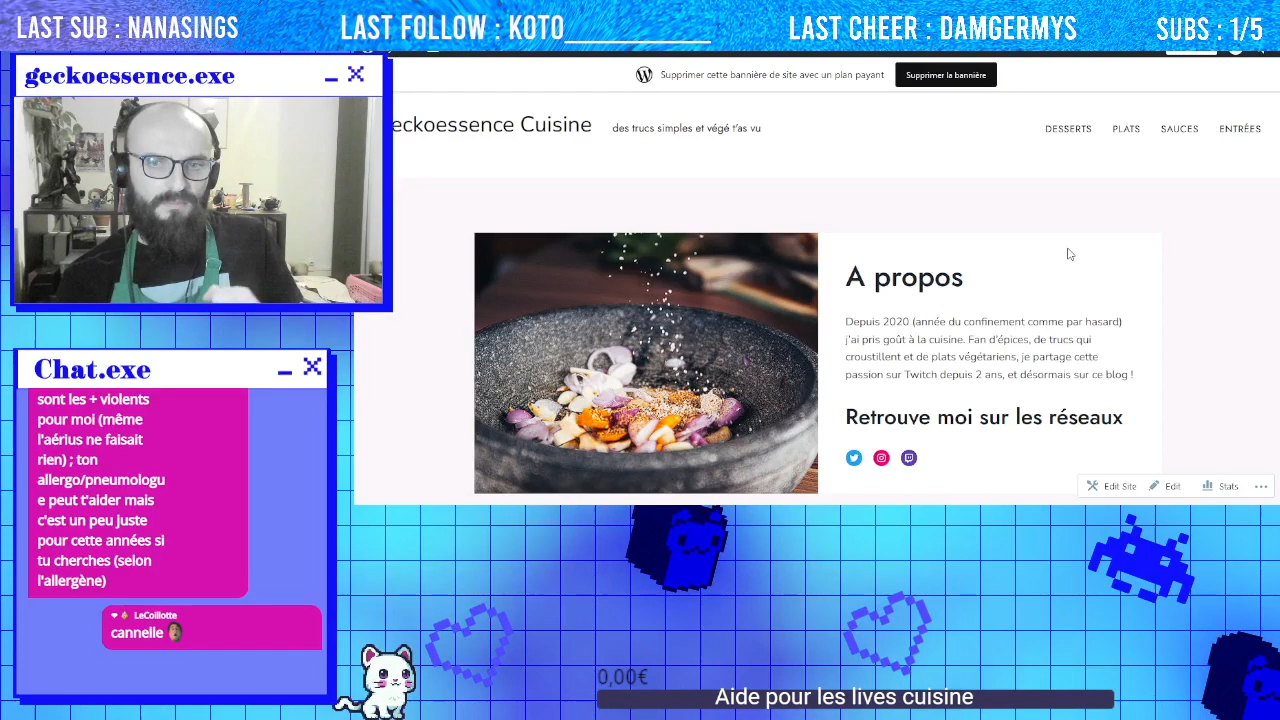 LAST SUB : NANASINGS
LAST FOLLOW : KOTO__________
LAST CHEER : DAMGERMYS
SUBS : 1/5
geckoessence.exe
Supprimer cette bannière de site avec un plan payant
Supprimer la bannière
eckoessence Cuisine
des trucs simples et végé t'as vu
DESSERTS
PLATS
SAUCES
ENTRÉES
A propos
Depuis 2020 (année du confinement comme par hasard)
j'ai pris goût à la cuisine. Fan d'épices, de trucs qui
croustillent et de plats végétariens, je partage cette
passion sur Twitch depuis 2 ans, et désormais sur ce blog !
Retrouve moi sur les réseaux
Edit Site
Edit
Stats
Chat.exe
sont les + violents
pour moi (même
l'aérius ne faisait
rien) ; ton
allergo/pneumologu
e peut t'aider mais
c'est un peu juste
pour cette années si
tu cherches (selon
l'allergène)
LeCoillotte
cannelle
0,00€
Aide pour les lives cuisine